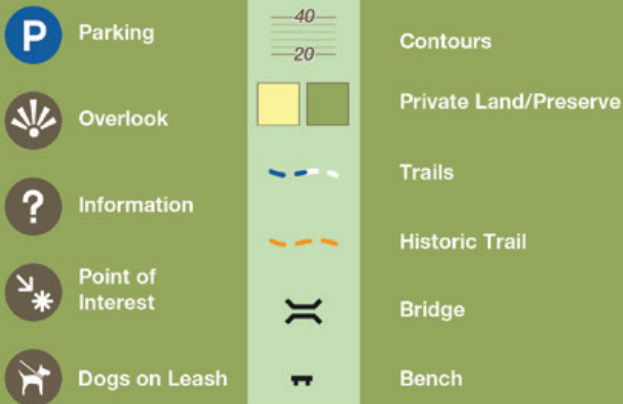 P
Parking
Overlook
?
Information
Point of
Interest
Dogs on Leash
40
20
Contours
Private Land/Preserve
Trails
Historic Trail
Bridge
Bench